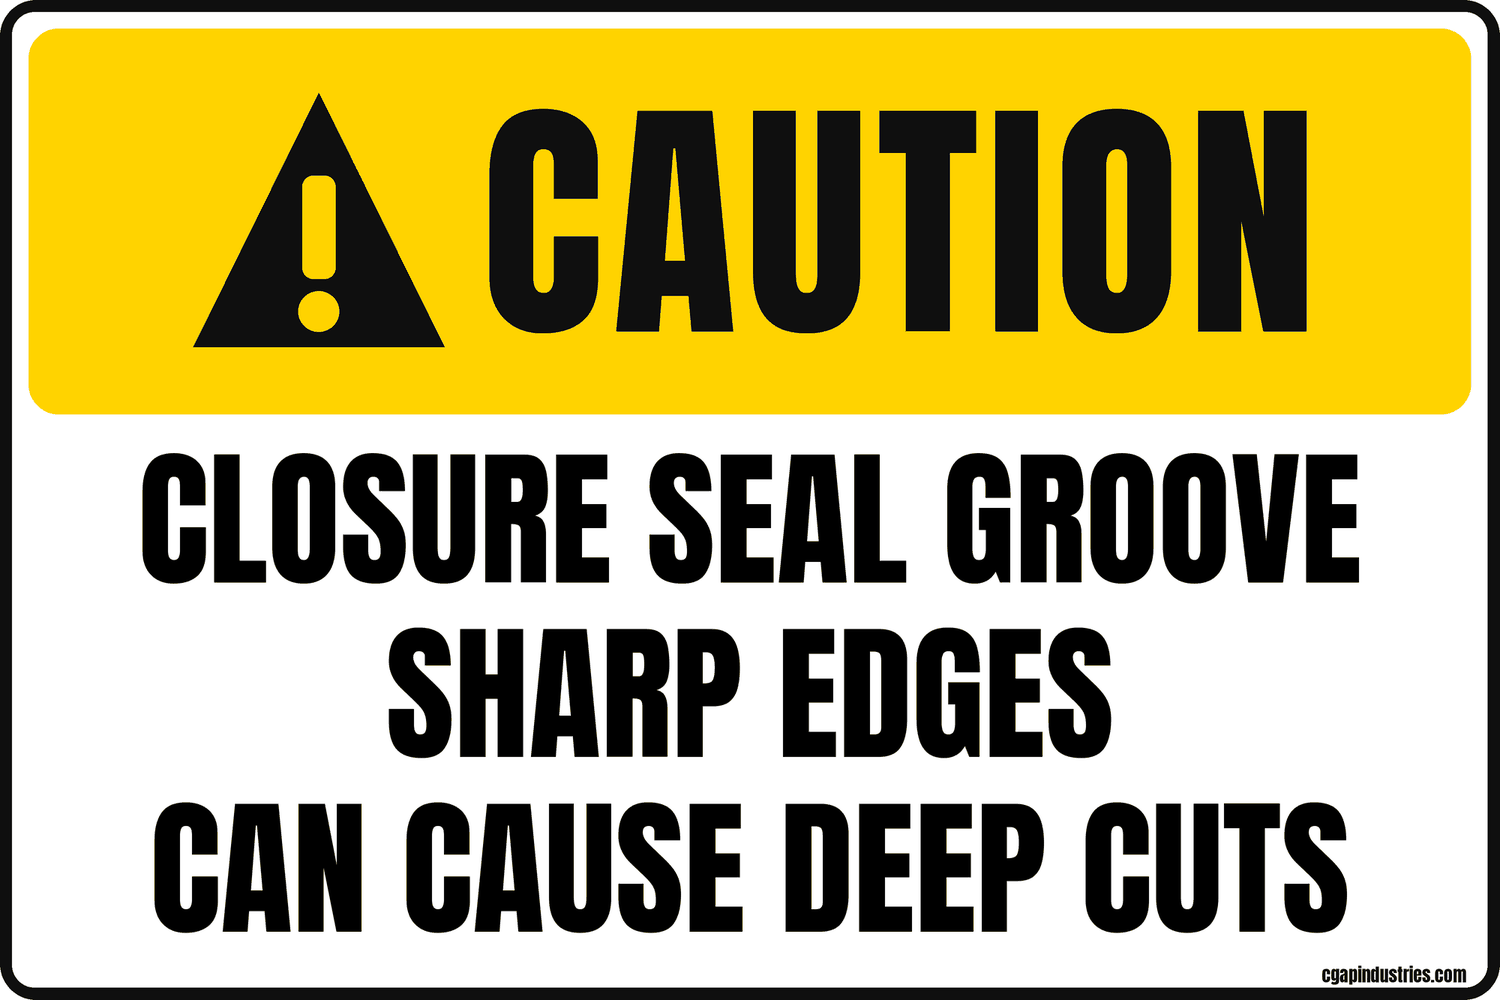 CAUTION
CLOSURE SEAL GROOVE
SHARP EDGES
CAN CAUSE DEEP CUTS
cgapindustries.com